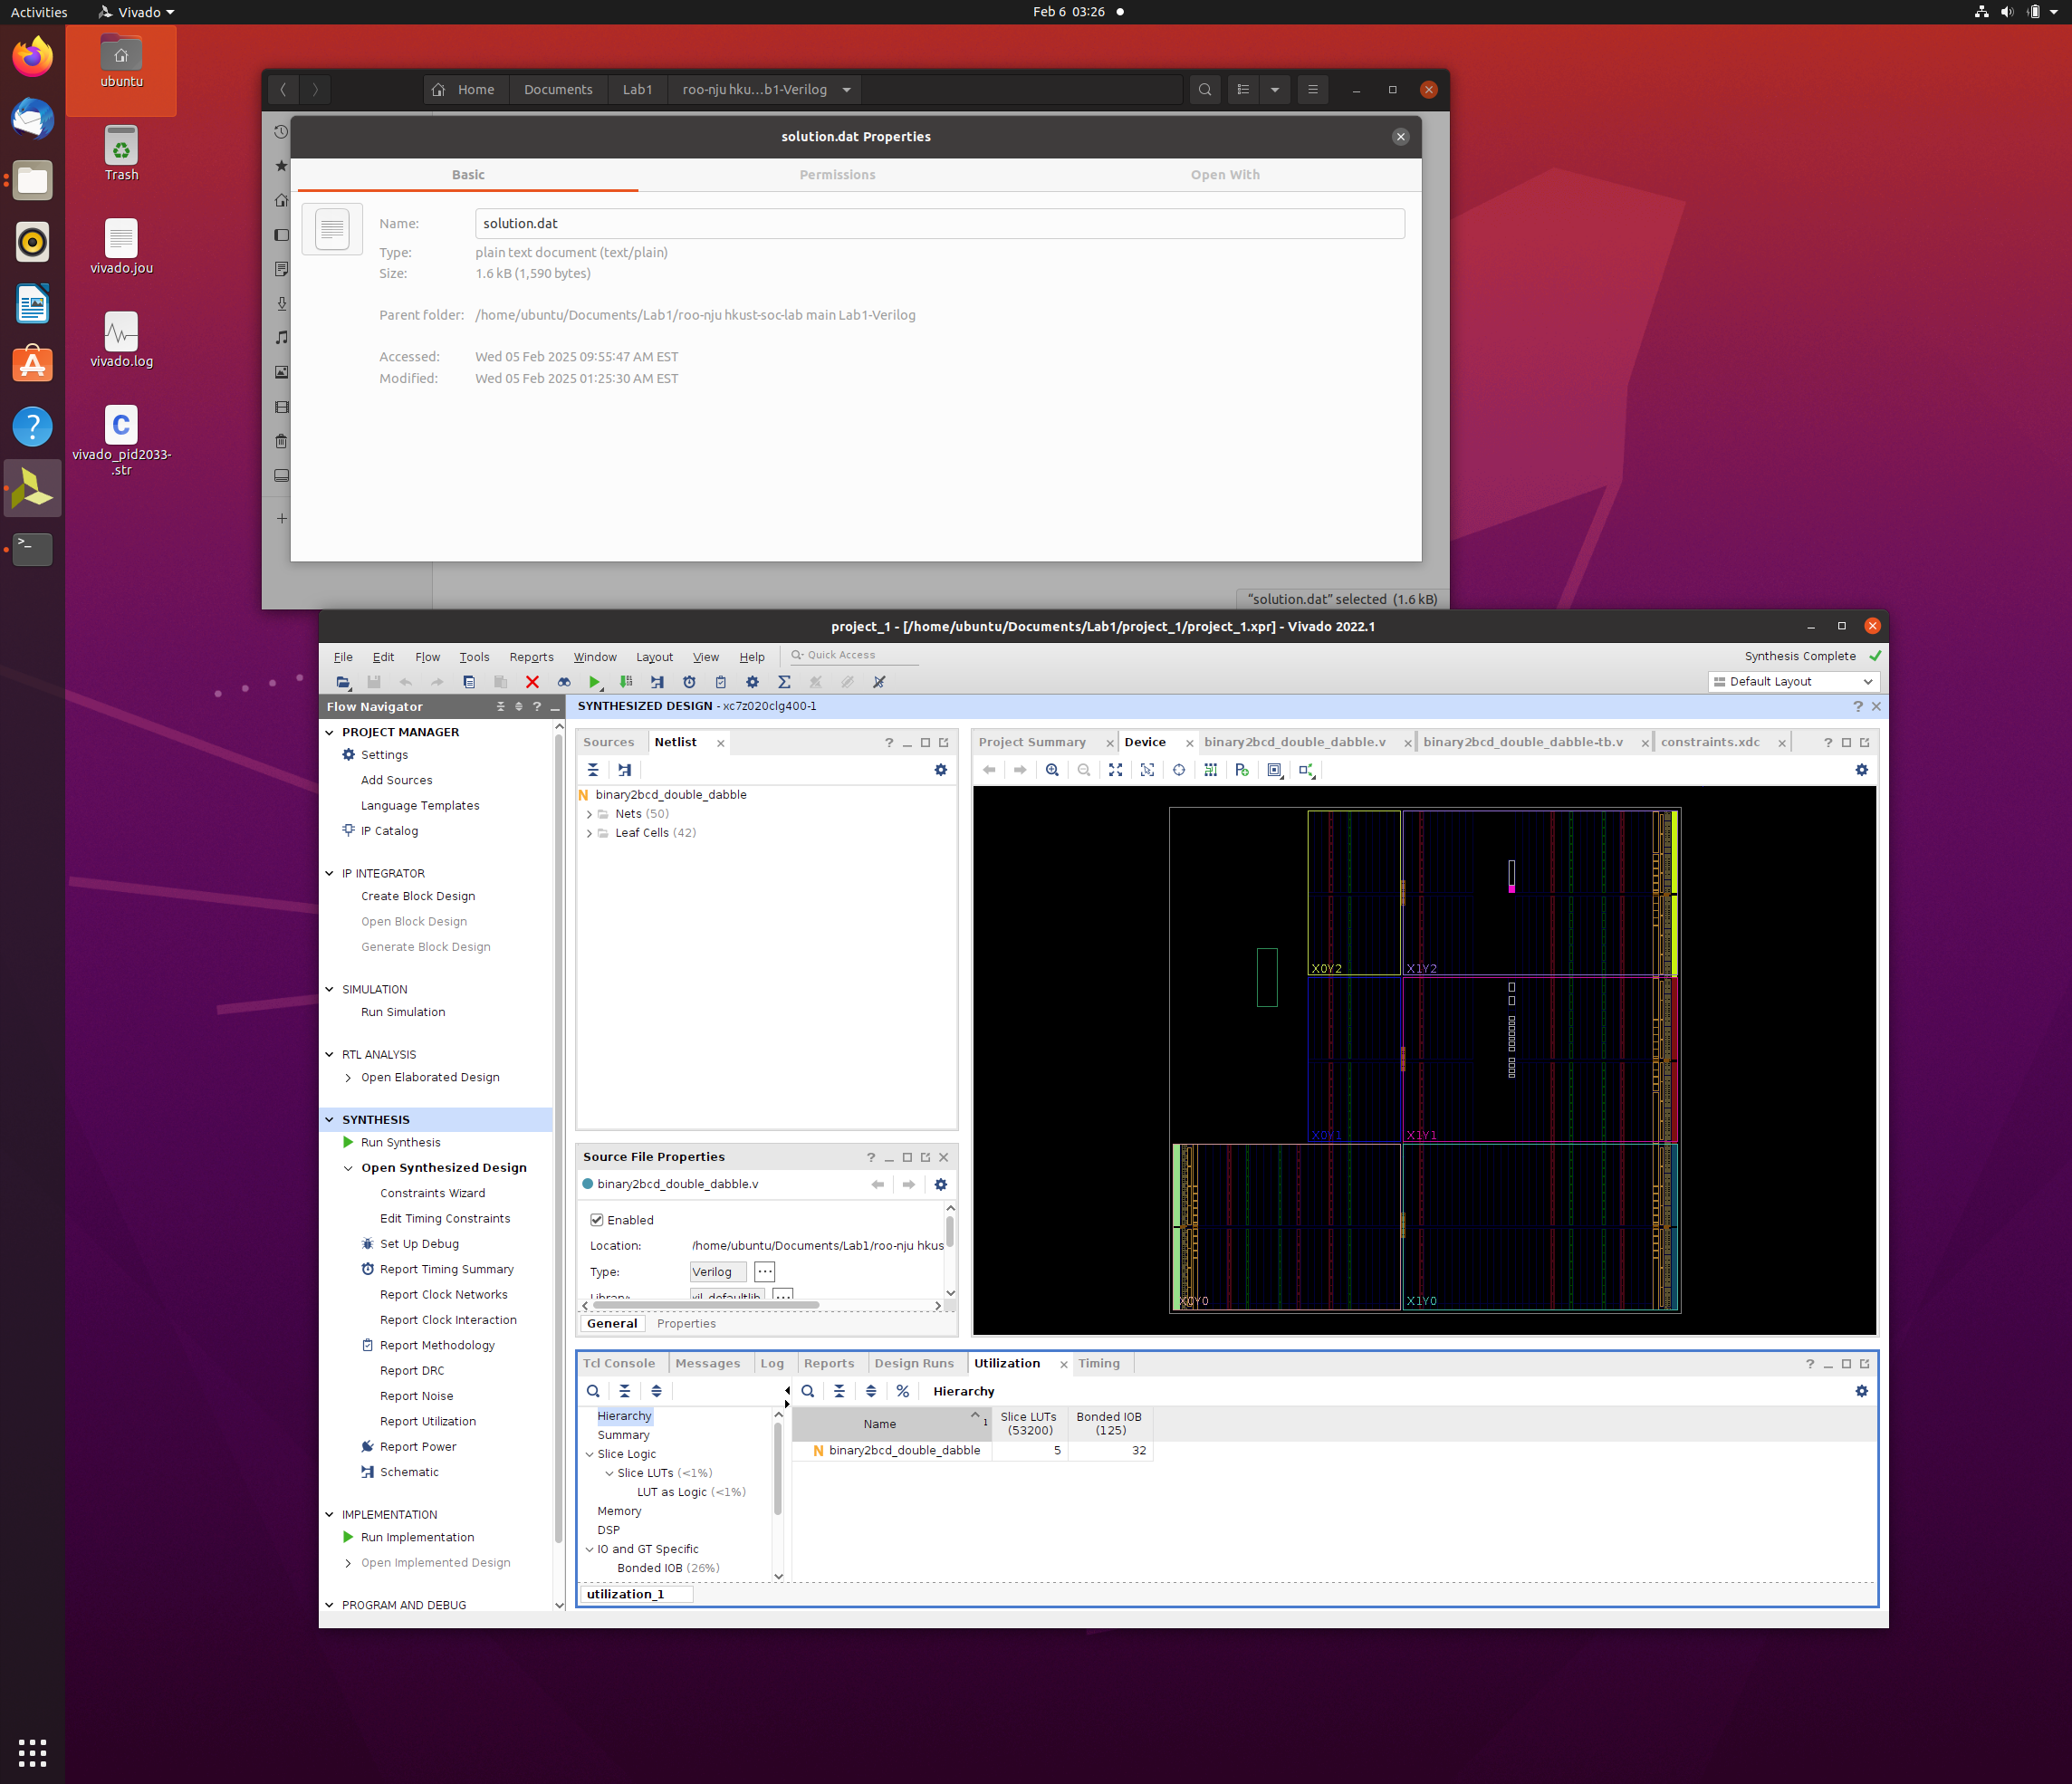 Activities
Vivado
Feb 6 03:26
ubuntu
Trash
vivado.jou
vivado.log
vivado_pid2033-
.str
Home
Documents
Lab1
roo-nju hku…b1-Verilog
solution.dat Properties
Basic
Permissions
Open With
Name:
solution.dat
Type:
plain text document (text/plain)
Size:
1.6 kB (1,590 bytes)
Parent folder:
/home/ubuntu/Documents/Lab1/roo-nju hkust-soc-lab main Lab1-Verilog
Accessed:
Wed 05 Feb 2025 09:55:47 AM EST
Modified:
Wed 05 Feb 2025 01:25:30 AM EST
“solution.dat” selected (1.6 kB)
project_1 - [/home/ubuntu/Documents/Lab1/project_1/project_1.xpr] - Vivado 2022.1
File Edit Flow Tools Reports Window Layout View Help
Quick Access
Synthesis Complete
Default Layout
Flow Navigator
PROJECT MANAGER
Settings
Add Sources
Language Templates
IP Catalog
IP INTEGRATOR
Create Block Design
Open Block Design
Generate Block Design
SIMULATION
Run Simulation
RTL ANALYSIS
Open Elaborated Design
SYNTHESIS
Run Synthesis
Open Synthesized Design
Constraints Wizard
Edit Timing Constraints
Set Up Debug
Report Timing Summary
Report Clock Networks
Report Clock Interaction
Report Methodology
Report DRC
Report Noise
Report Utilization
Report Power
Schematic
IMPLEMENTATION
Run Implementation
Open Implemented Design
PROGRAM AND DEBUG
SYNTHESIZED DESIGN - xc7z020clg400-1
Sources
Netlist
binary2bcd_double_dabble
Nets (50)
Leaf Cells (42)
Source File Properties
binary2bcd_double_dabble.v
Enabled
Location:
/home/ubuntu/Documents/Lab1/roo-nju hkus
Type:
Verilog
Library:
xil_defaultlib
General
Properties
Project Summary
Device
binary2bcd_double_dabble.v
binary2bcd_double_dabble-tb.v
constraints.xdc
X0Y2
X1Y2
X0Y1
X1Y1
X0Y0
X1Y0
Tcl Console
Messages
Log
Reports
Design Runs
Utilization
Timing
Hierarchy
Hierarchy
Summary
Slice Logic
Slice LUTs (<1%)
LUT as Logic (<1%)
Memory
DSP
IO and GT Specific
Bonded IOB (26%)
Name
1
Slice LUTs
(53200)
Bonded IOB
(125)
binary2bcd_double_dabble
5
32
utilization_1